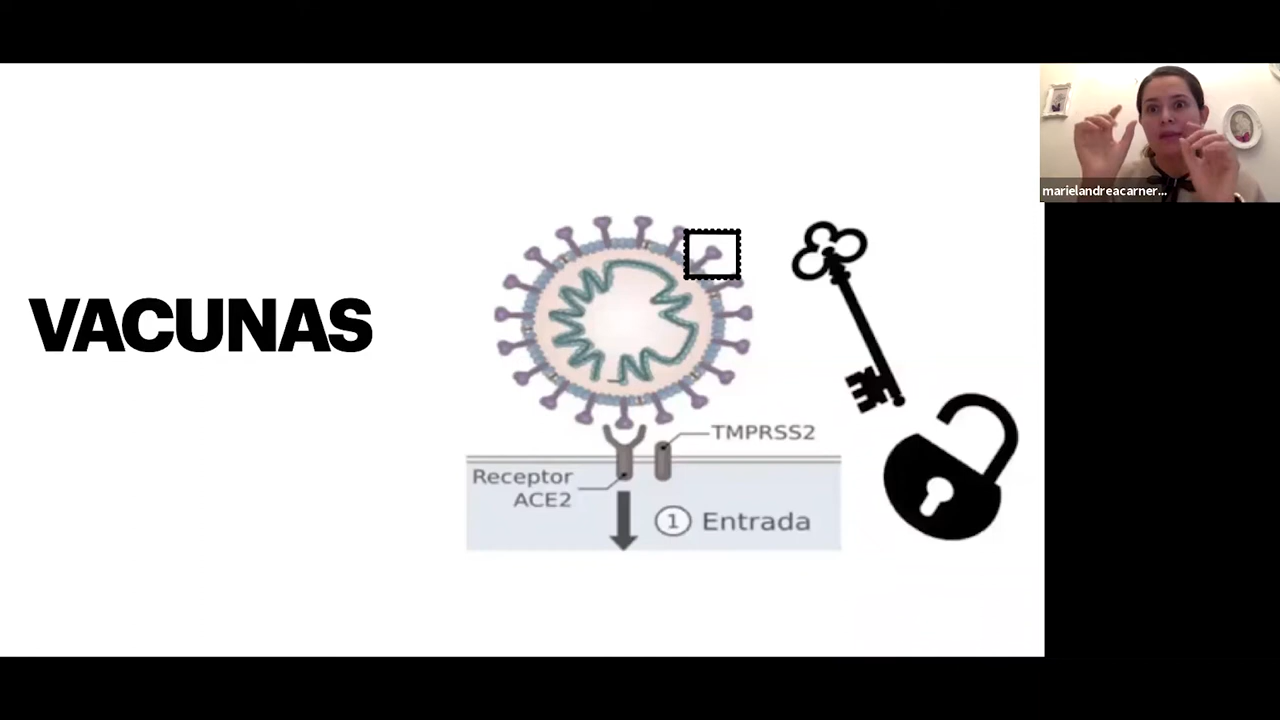 marielandreacarner...
VACUNAS
TMPRSS2
Receptor
ACE2
1 Entrada